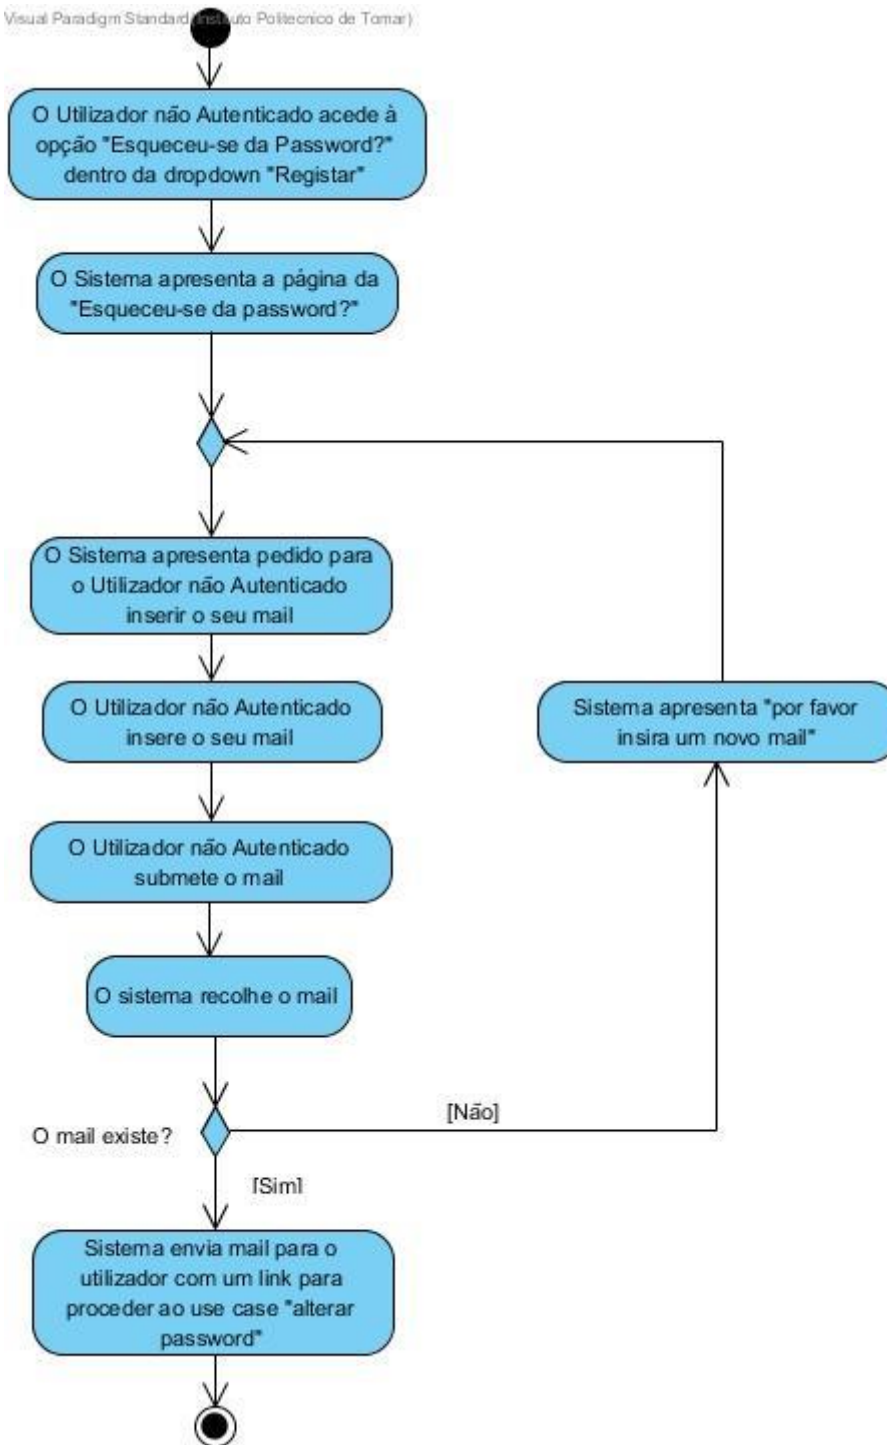 Visual Paradigm Standard(Instituto Politecnico de Tomar)
O Utilizador não Autenticado acede à
opção "Esqueceu-se da Password?"
dentro da dropdown "Registar"
O Sistema apresenta a página da
"Esqueceu-se da password?"
O Sistema apresenta pedido para
o Utilizador não Autenticado
inserir o seu mail
O Utilizador não Autenticado
insere o seu mail
Sistema apresenta "por favor
insira um novo mail"
O Utilizador não Autenticado
submete o mail
O sistema recolhe o mail
[Não]
O mail existe?
[Sim]
Sistema envia mail para o
utilizador com um link para
proceder ao use case "alterar
password"